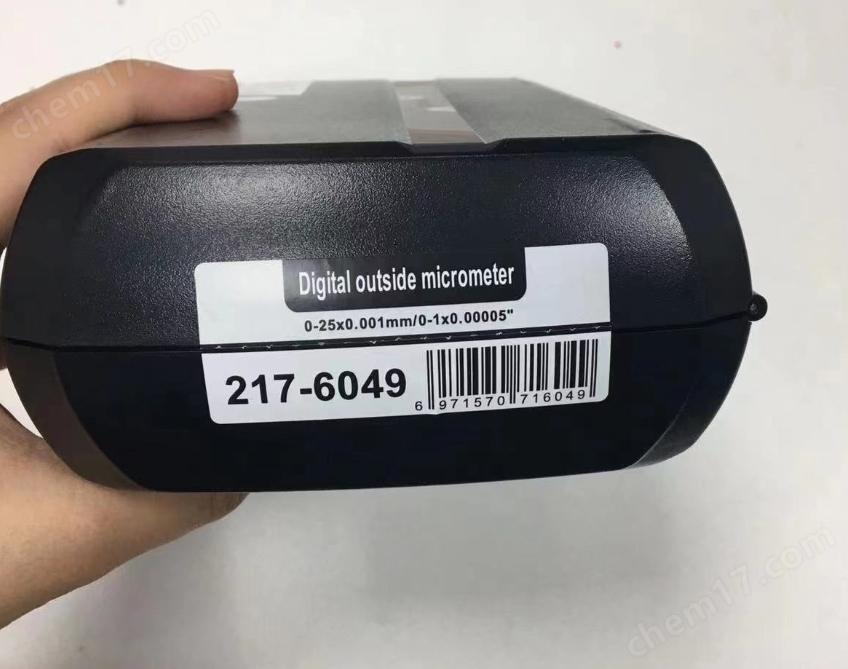 chem17.com
Digital outside micrometer
0-25x0.001mm/0-1x0.00005"
217-6049
6 971570 716049
chem17.com